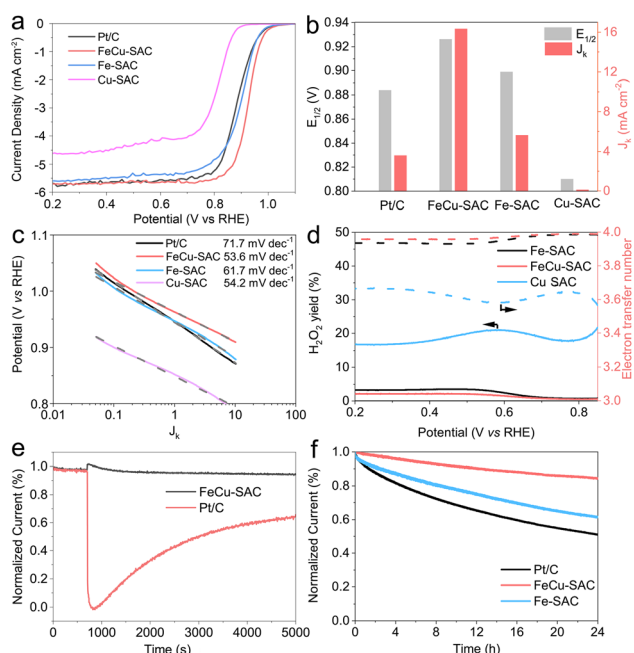 a
Pt/C
FeCu-SAC
Fe-SAC
Cu-SAC
Current Density (mA cm⁻²)
0
-1
-2
-3
-4
-5
-6
0.2 0.4 0.6 0.8 1.0
Potential (V vs RHE)
b
E1/2
Jk
E1/2 (V)
0.94
0.92
0.90
0.88
0.86
0.84
0.82
0.80
Pt/C FeCu-SAC Fe-SAC Cu-SAC
16
12
8
4
0
Jk (mA cm⁻²)
c
Pt/C 71.7 mV dec⁻¹
FeCu-SAC 53.6 mV dec⁻¹
Fe-SAC 61.7 mV dec⁻¹
Cu-SAC 54.2 mV dec⁻¹
Potential (V vs RHE)
1.1
1.0
0.9
0.8
0.01 0.1 1 10 100
Jk
d
Fe-SAC
FeCu-SAC
Cu SAC
H2O2 yield (%)
50
40
30
20
10
0
0.2 0.4 0.6 0.8
Potential (V vs RHE)
4.0
3.8
3.6
3.4
3.2
3.0
Electron transfer number
e
FeCu-SAC
Pt/C
Normalized Current (%)
1.0
0.8
0.6
0.4
0.2
0.0
0 1000 2000 3000 4000 5000
Time (s)
f
Pt/C
FeCu-SAC
Fe-SAC
Normalized Current (%)
1.0
0.8
0.6
0.4
0.2
0.0
0 4 8 12 16 20 24
Time (h)